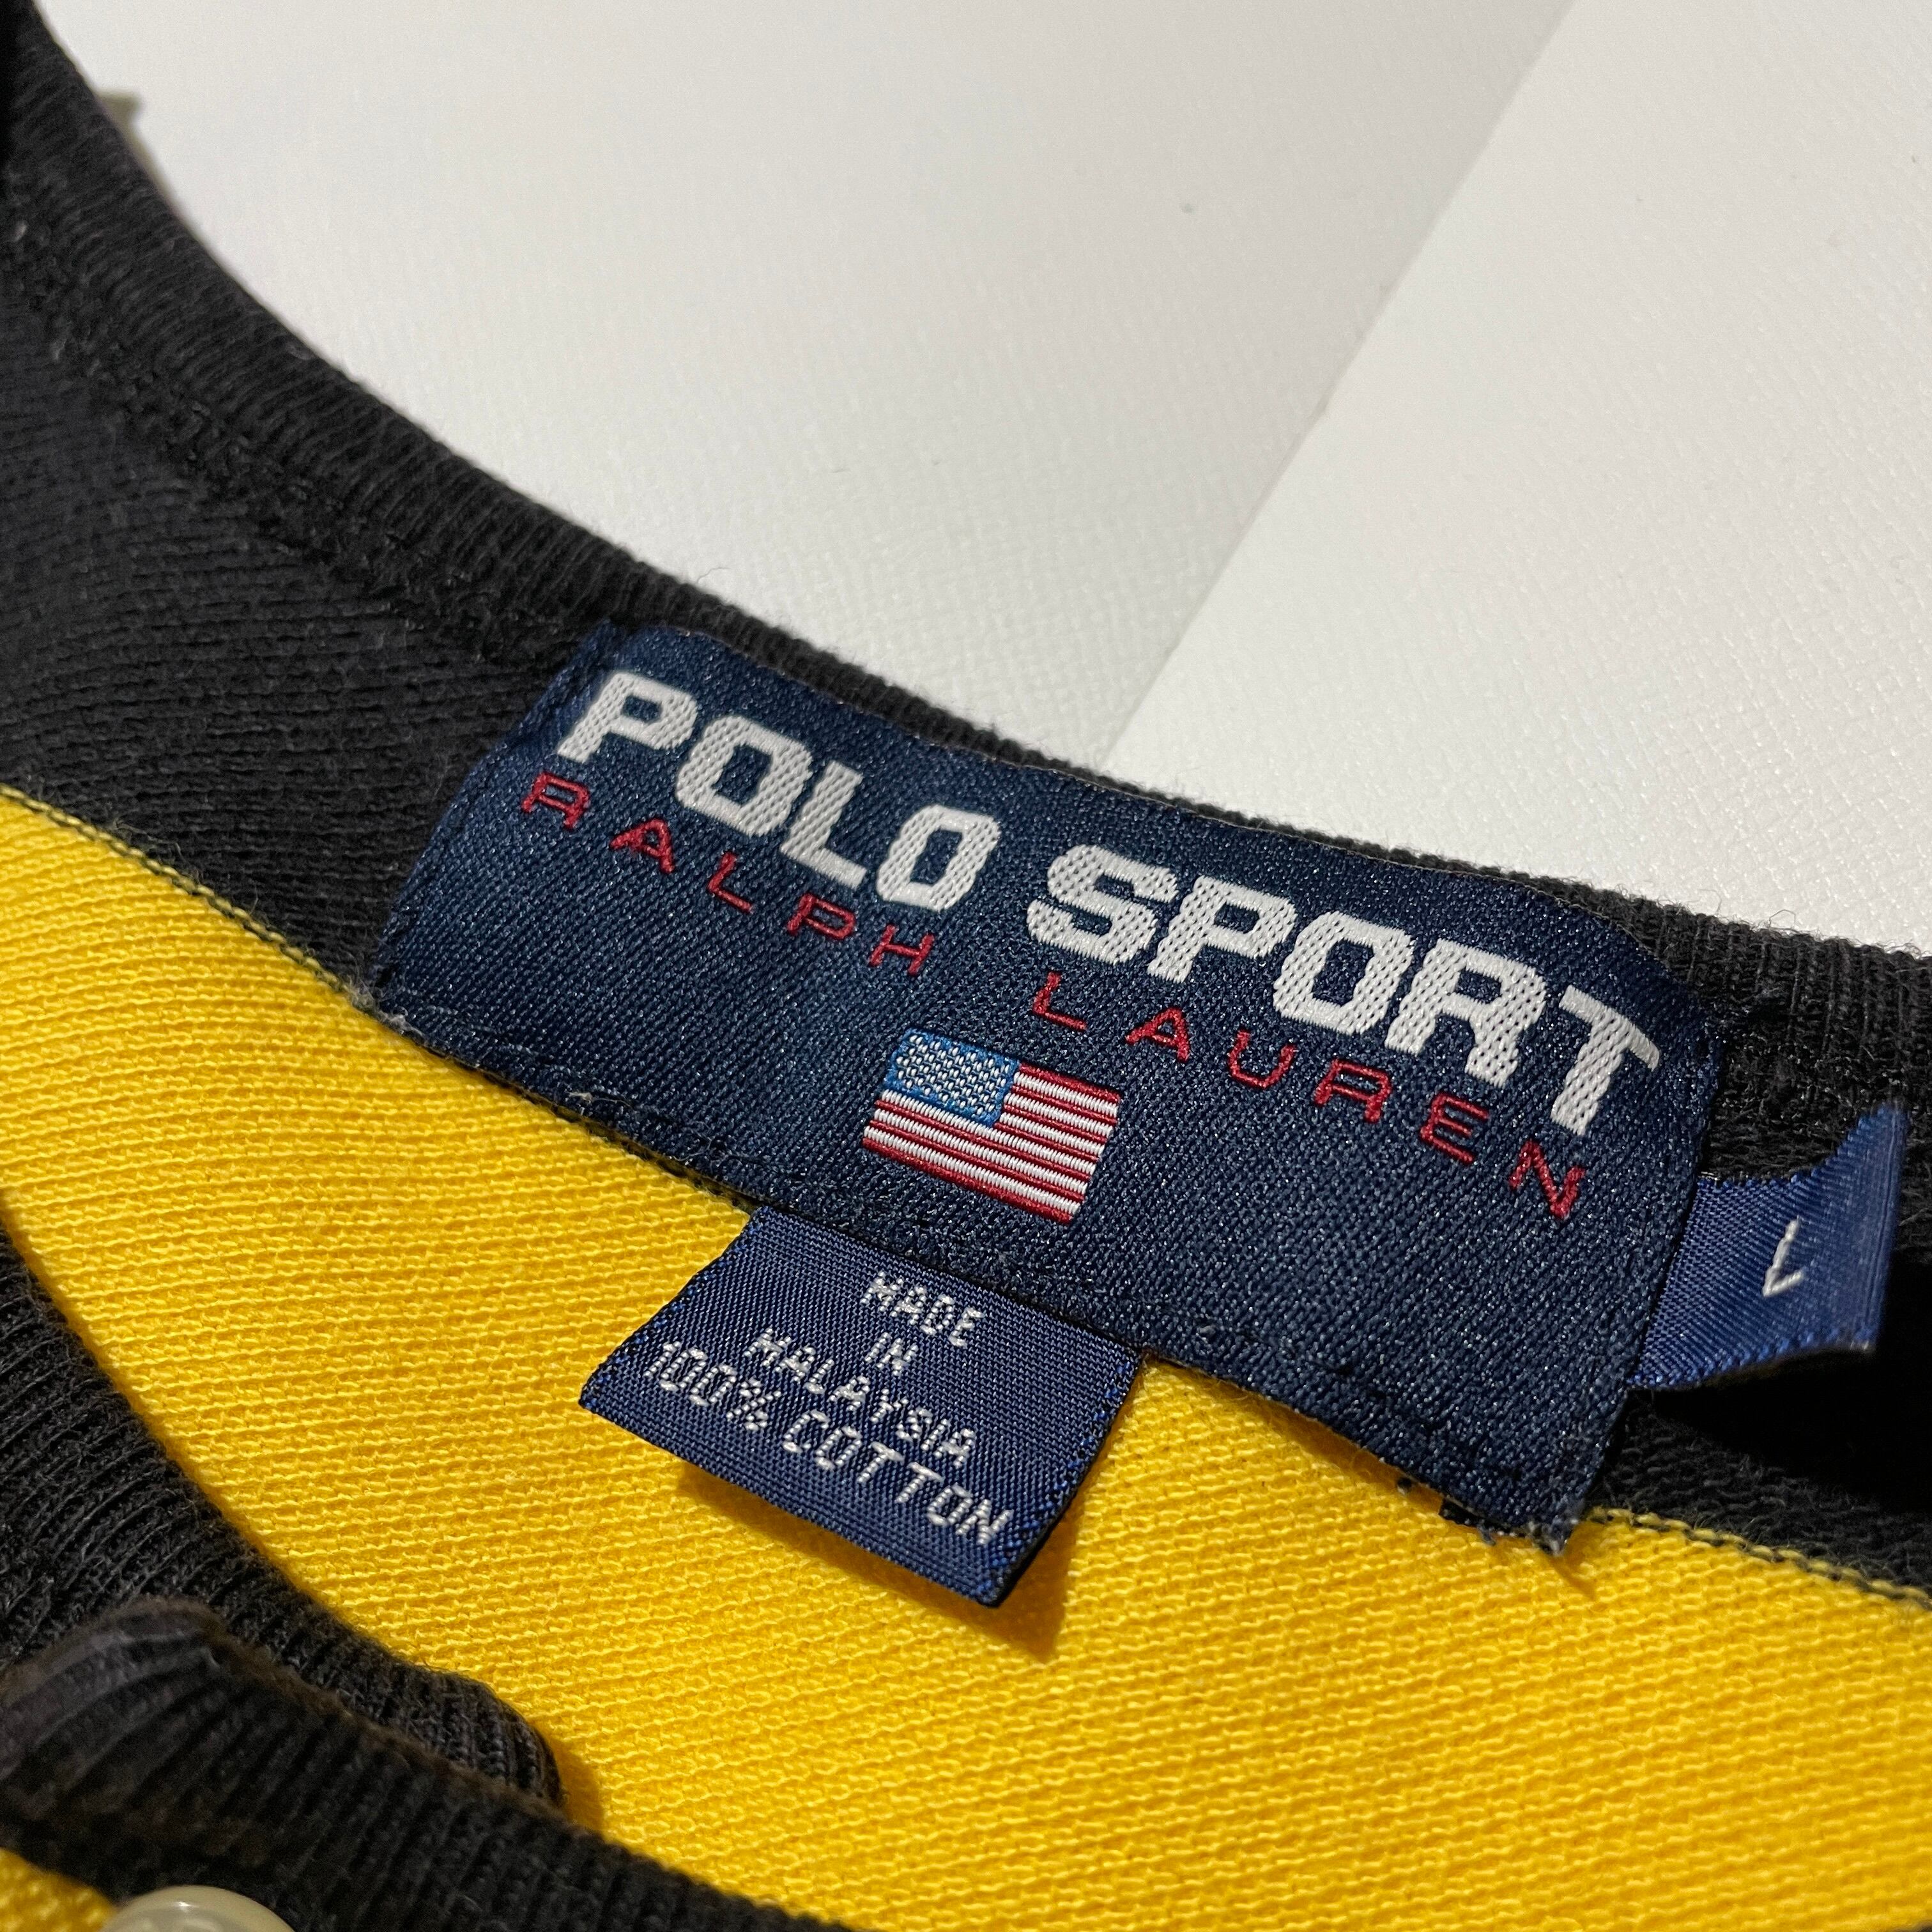 POLO SPORT
RALPH LAUREN
L
MADE
IN
MALAYSIA
100% COTTON